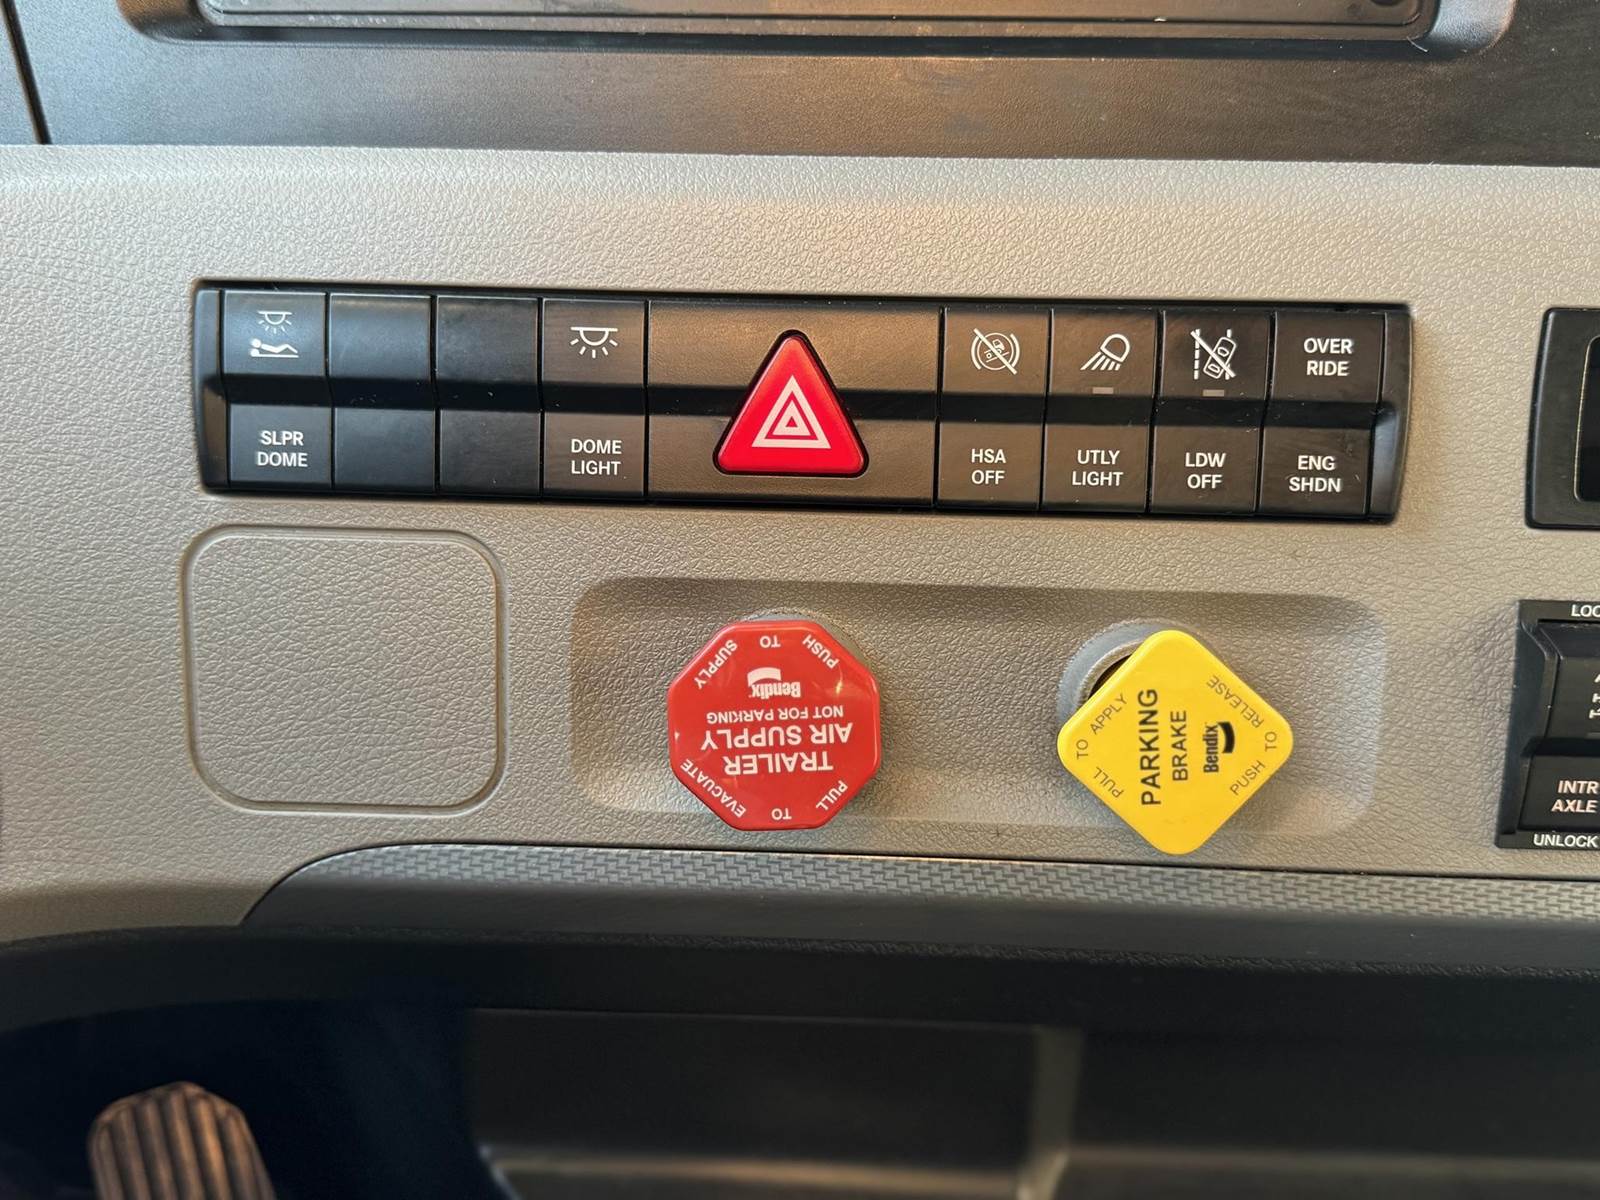 SLPR
DOME
DOME
LIGHT
HSA
OFF
UTLY
LIGHT
LDW
OFF
OVER
RIDE
ENG
SHDN
PUSH TO SUPPLY
Bendix
NOT FOR PARKING
AIR SUPPLY
TRAILER
PULL TO EVACUATE
PULL TO APPLY
PARKING
BRAKE
Bendix
PUSH TO RELEASE
LOC
INTR
AXLE
UNLOCK